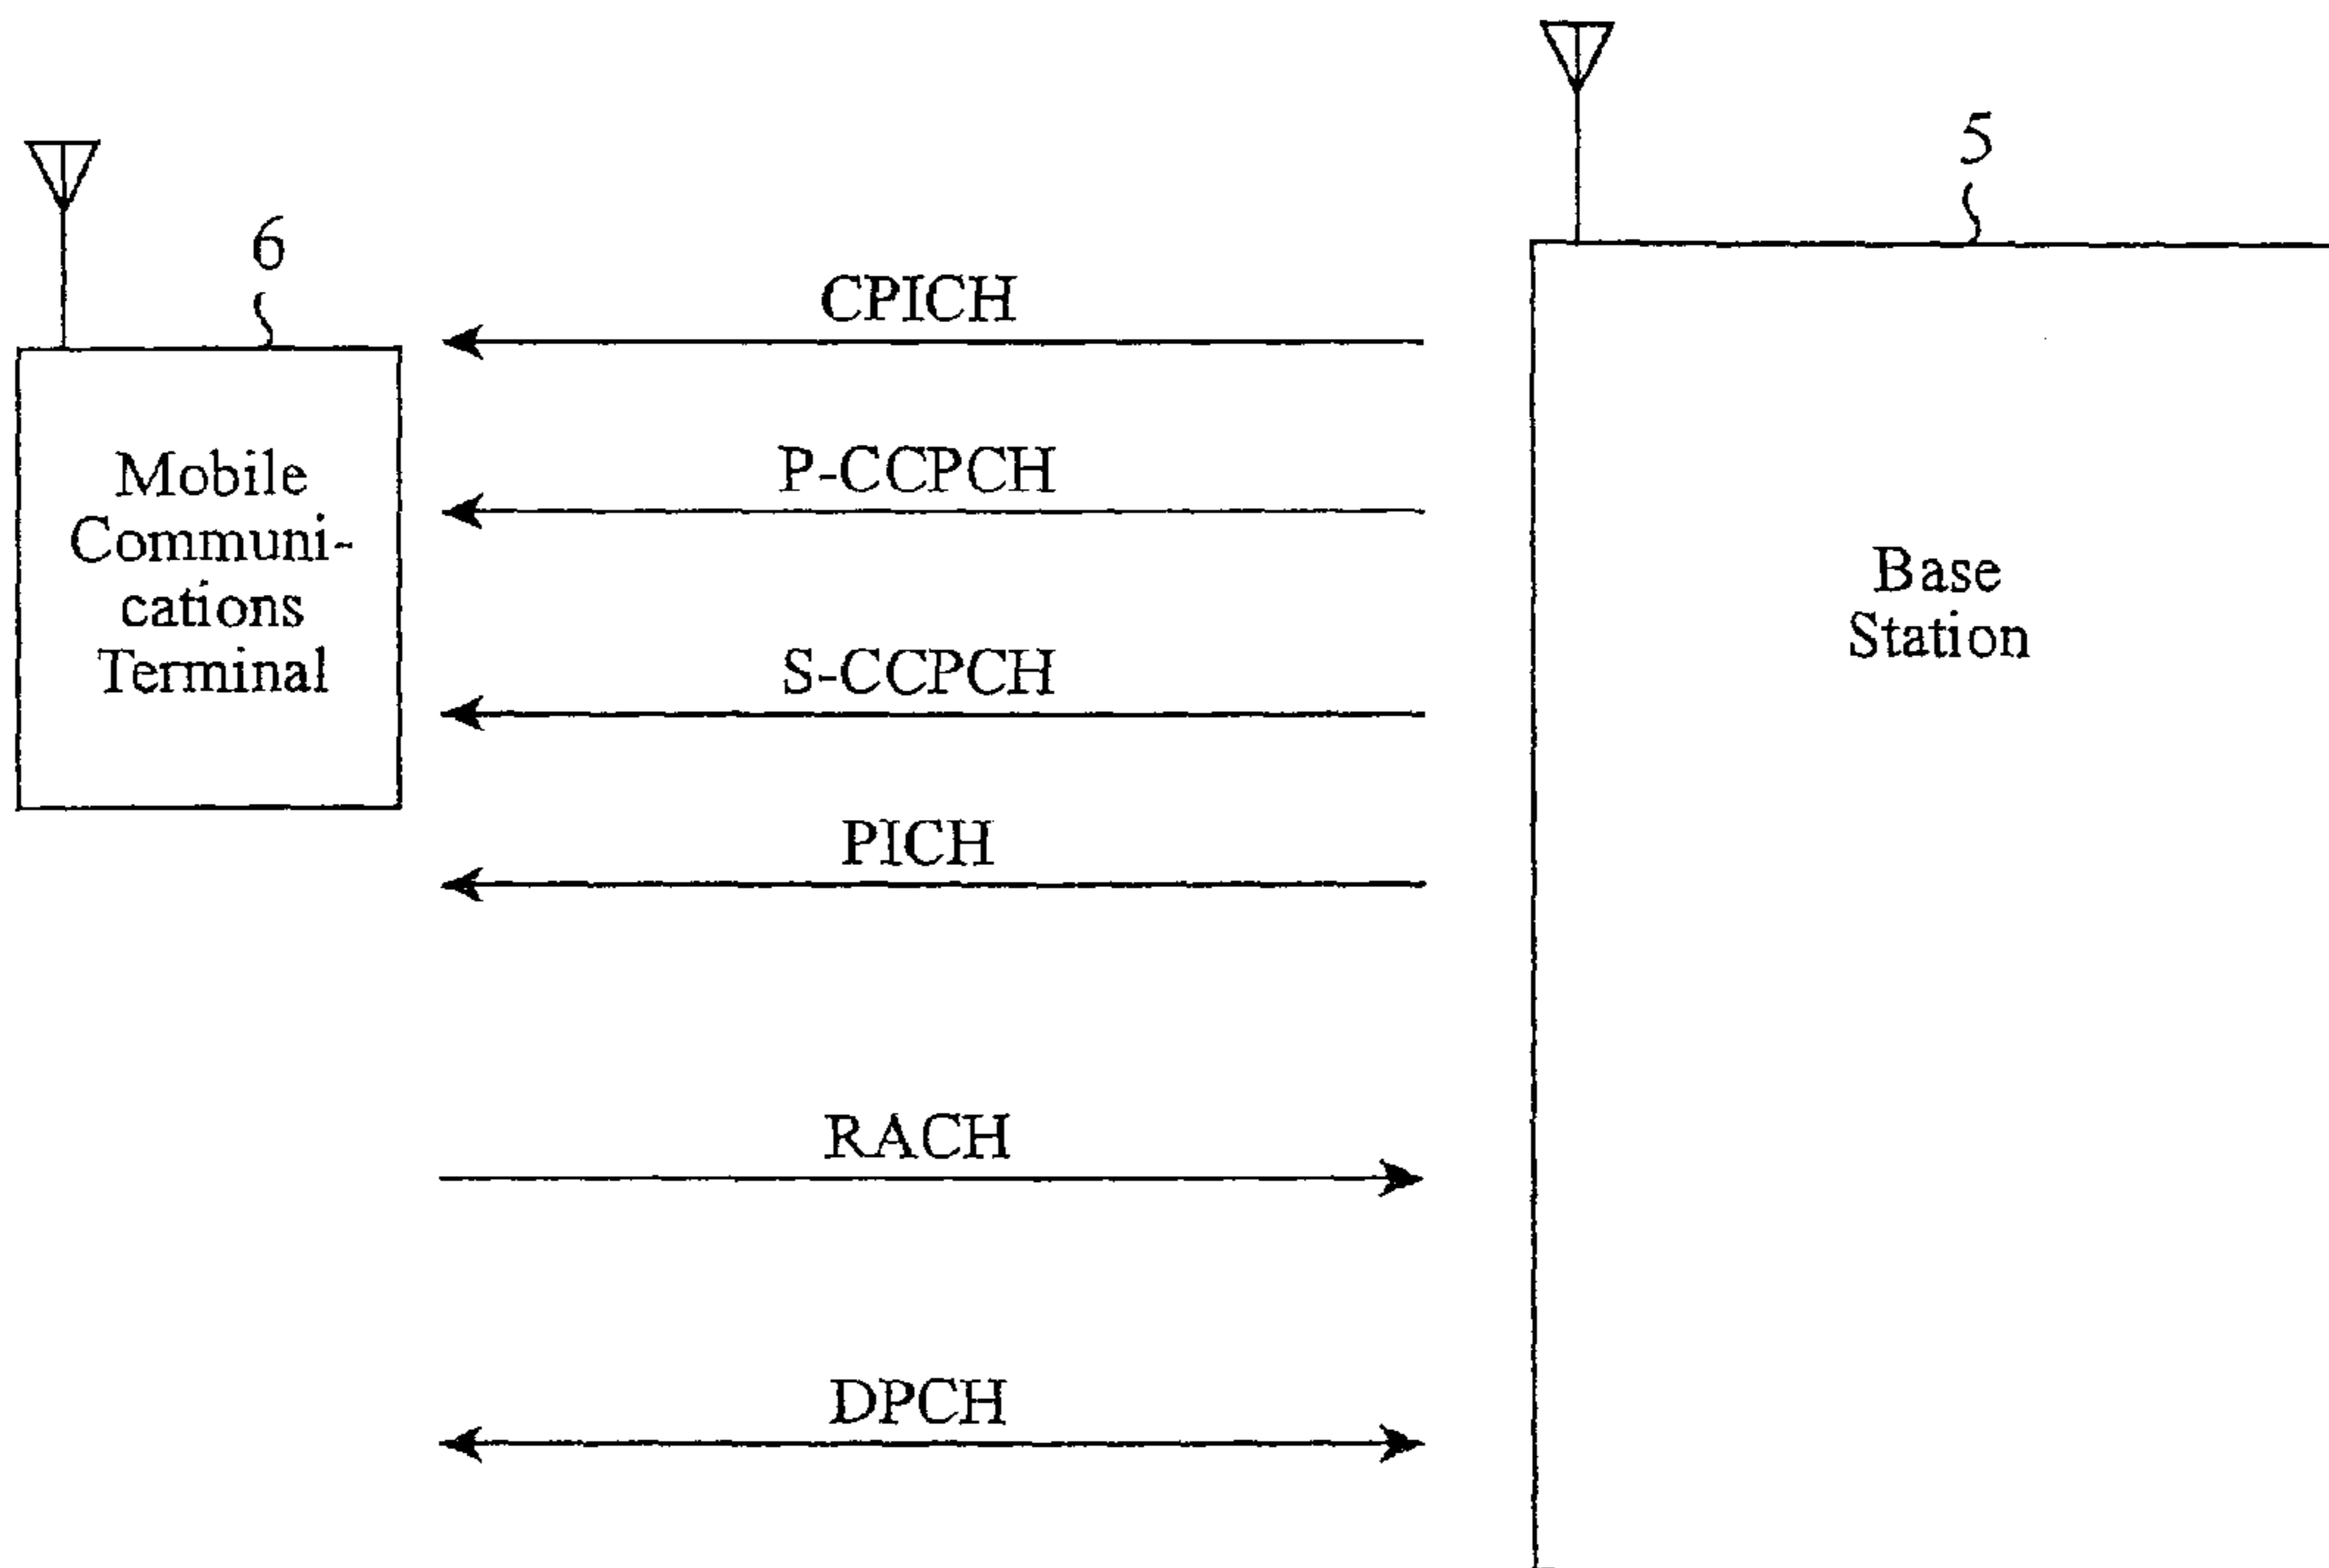 5
6
CPICH
P-CCPCH
Mobile
Communi-
cations
Terminal
Base
Station
S-CCPCH
PICH
RACH
DPCH